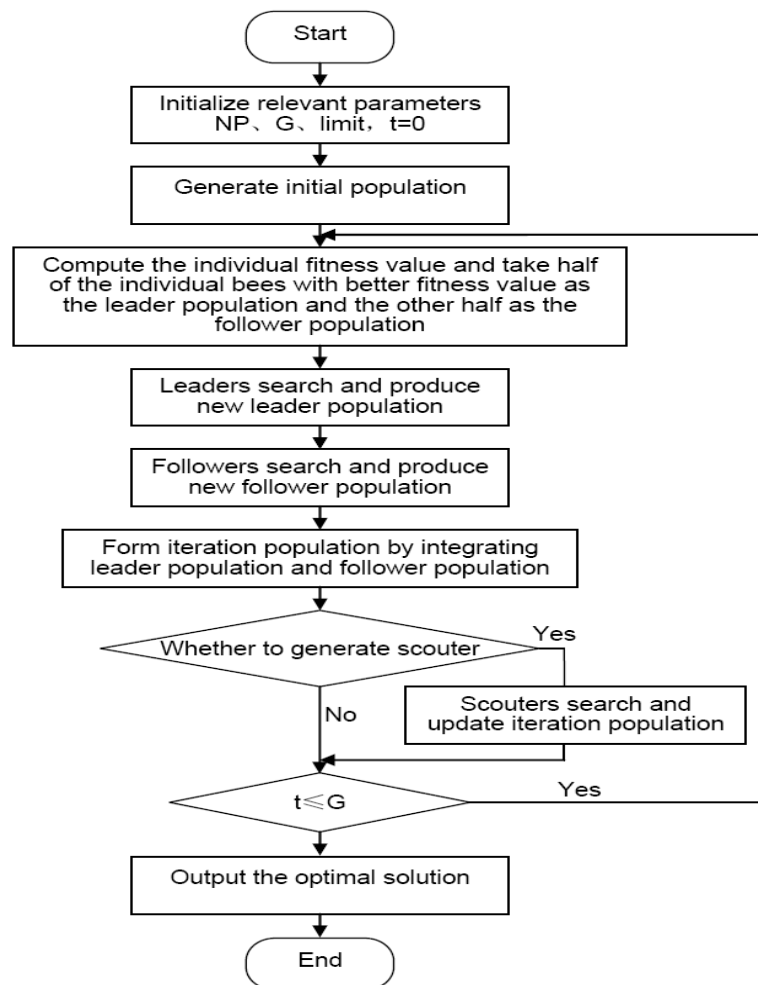 Start
Initialize relevant parameters
NP、G、limit，t=0
Generate initial population
Compute the individual fitness value and take half
of the individual bees with better fitness value as
the leader population and the other half as the
follower population
Leaders search and produce
new leader population
Followers search and produce
new follower population
Form iteration population by integrating
leader population and follower population
Whether to generate scouter
Yes
Scouters search and
update iteration population
No
t≤G
Yes
Output the optimal solution
End